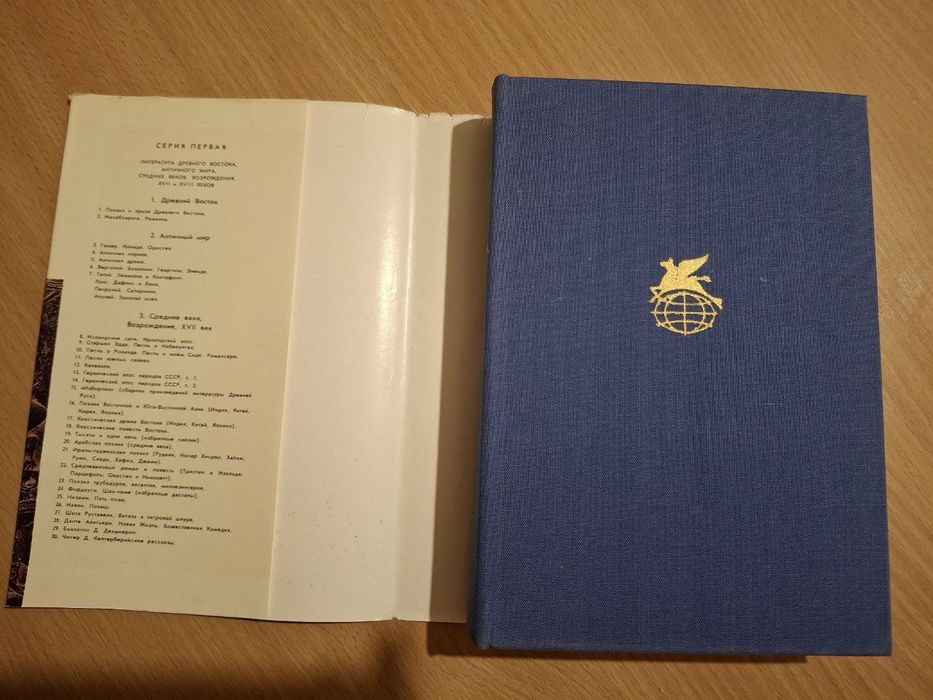 СЕРИЯ ПЕРВАЯ
ЛИТЕРАТУРА ДРЕВНЕГО ВОСТОКА,
АНТИЧНОГО МИРА,
СРЕДНИХ ВЕКОВ, ВОЗРОЖДЕНИЯ,
XVII и XVIII ВЕКОВ
1. Древний Восток
1. Поэзия и проза Древнего Востока.
2. Махабхарата. Рамаяна.
2. Античный мир
3. Гомер. Илиада. Одиссея.
4. Античная лирика.
5. Античная драма.
6. Вергилий. Буколики. Георгики. Энеида.
7. Татий. Левкиппа и Клитофонт.
Лонг. Дафнис и Хлоя.
Петроний. Сатирикон.
Апулей. Золотой осел.
3. Средние века,
Возрождение, XVII век
8. Исландские саги. Ирландский эпос.
9. Старшая Эдда. Песнь о Нибелунгах.
10. Песнь о Роланде. Песнь о моем Сиде. Романсеро.
11. Песни южных славян.
12. Калевала.
13. Героический эпос народов СССР, т. 1.
14. Героический эпос народов СССР, т. 2.
15. «Изборник» (сборник произведений литературы Древней
Руси).
16. Поэзия Восточной и Юго-Восточной Азии (Индия, Китай,
Корея, Япония).
17. Классическая драма Востока (Индия, Китай, Япония).
18. Классические повести Востока.
19. Тысяча и одна ночь (избранные сказки).
20. Арабская поэзия (средние века).
21. Ирано-таджикская поэзия (Рудаки, Носир Хисроу, Хайям,
Руми, Саади, Хафиз, Джами).
22. Средневековый роман и повесть (Тристан и Изольда;
Парцифаль; Окассен и Николетт).
23. Поэзия трубадуров, вагантов, миннезингеров.
24. Фирдоуси. Шах-наме (избранные дастаны).
25. Низами. Пять поэм.
26. Навои. Поэмы.
27. Шота Руставели. Витязь в тигровой шкуре.
28. Данте Алигьери. Новая Жизнь. Божественная Комедия.
29. Боккаччо Д. Декамерон.
30. Чосер Д. Кентерберийские рассказы.